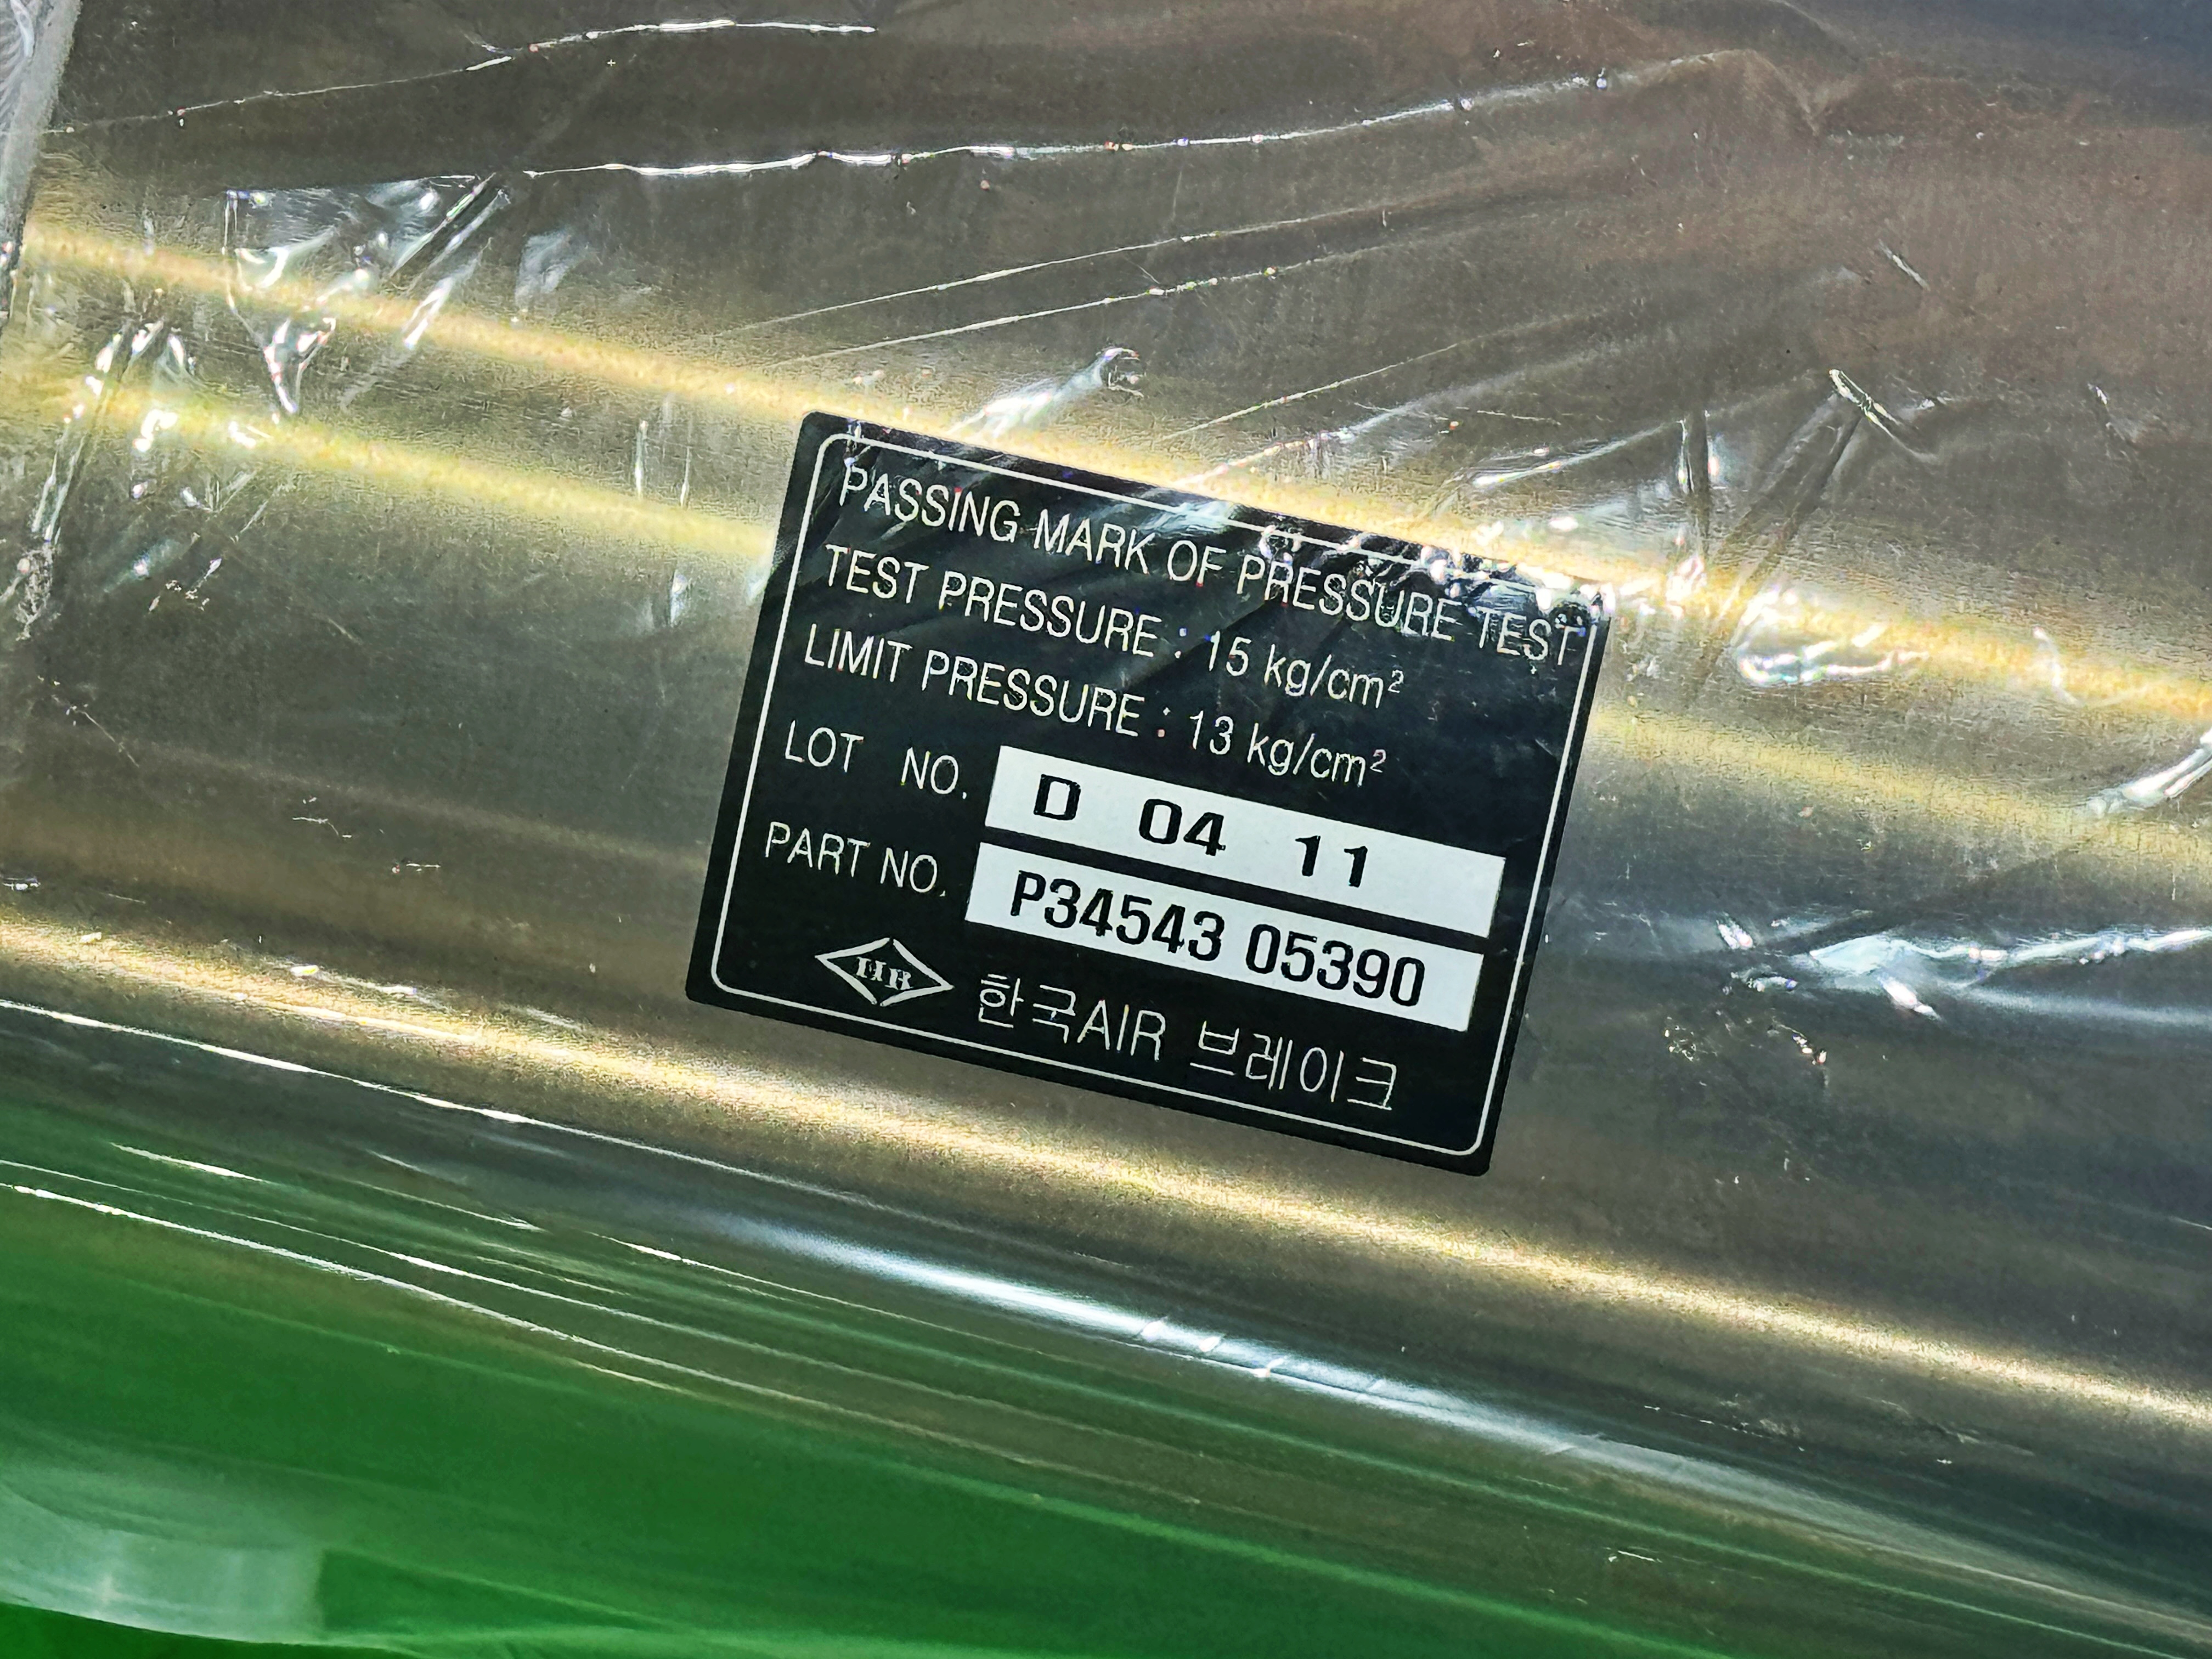 PASSING MARK OF PRESSURE TEST
TEST PRESSURE : 15 kg/cm²
LIMIT PRESSURE : 13 kg/cm²
LOT NO. D 04 11
PART NO. P34543 05390
HK 한국AIR 브레이크